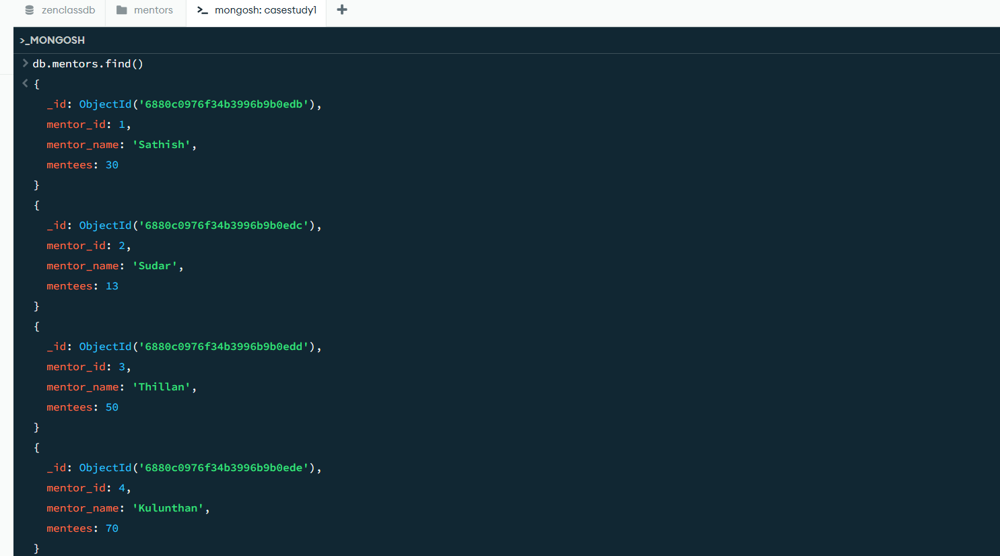 zenclassdb mentors >_ mongosh: casestudy1 +
>_MONGOSH
> db.mentors.find()
< {
_id: ObjectId('6880c0976f34b3996b9b0edb'),
mentor_id: 1,
mentor_name: 'Sathish',
mentees: 30
}
{
_id: ObjectId('6880c0976f34b3996b9b0edc'),
mentor_id: 2,
mentor_name: 'Sudar',
mentees: 13
}
{
_id: ObjectId('6880c0976f34b3996b9b0edd'),
mentor_id: 3,
mentor_name: 'Thillan',
mentees: 50
}
{
_id: ObjectId('6880c0976f34b3996b9b0ede'),
mentor_id: 4,
mentor_name: 'Kulunthan',
mentees: 70
}